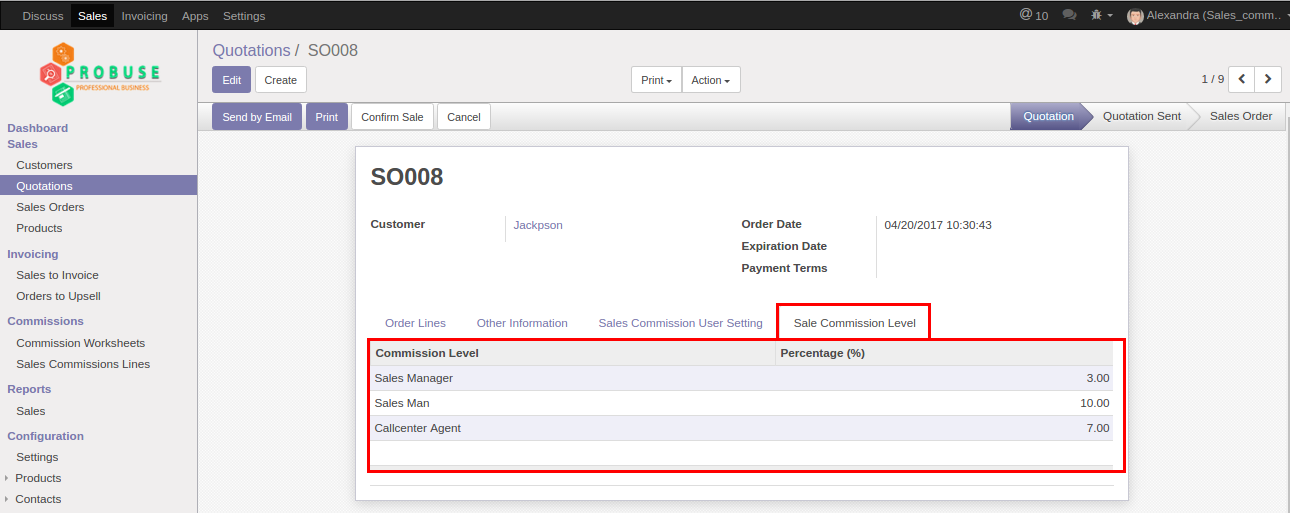 Discuss Sales Invoicing Apps Settings @ 10 Alexandra (Sales_comm...
PROBUSE
PROFESSIONAL BUSINESS
Quotations / SO008
Edit Create Print Action 1 / 9
Send by Email Print Confirm Sale Cancel Quotation Quotation Sent Sales Order
Dashboard
Sales
Customers
Quotations
Sales Orders
Products
Invoicing
Sales to Invoice
Orders to Upsell
Commissions
Commission Worksheets
Sales Commissions Lines
Reports
Sales
Configuration
Settings
Products
Contacts
SO008
Customer Jackpson Order Date 04/20/2017 10:30:43
Expiration Date
Payment Terms
Order Lines Other Information Sales Commission User Setting Sale Commission Level
Commission Level Percentage (%)
Sales Manager 3.00
Sales Man 10.00
Callcenter Agent 7.00